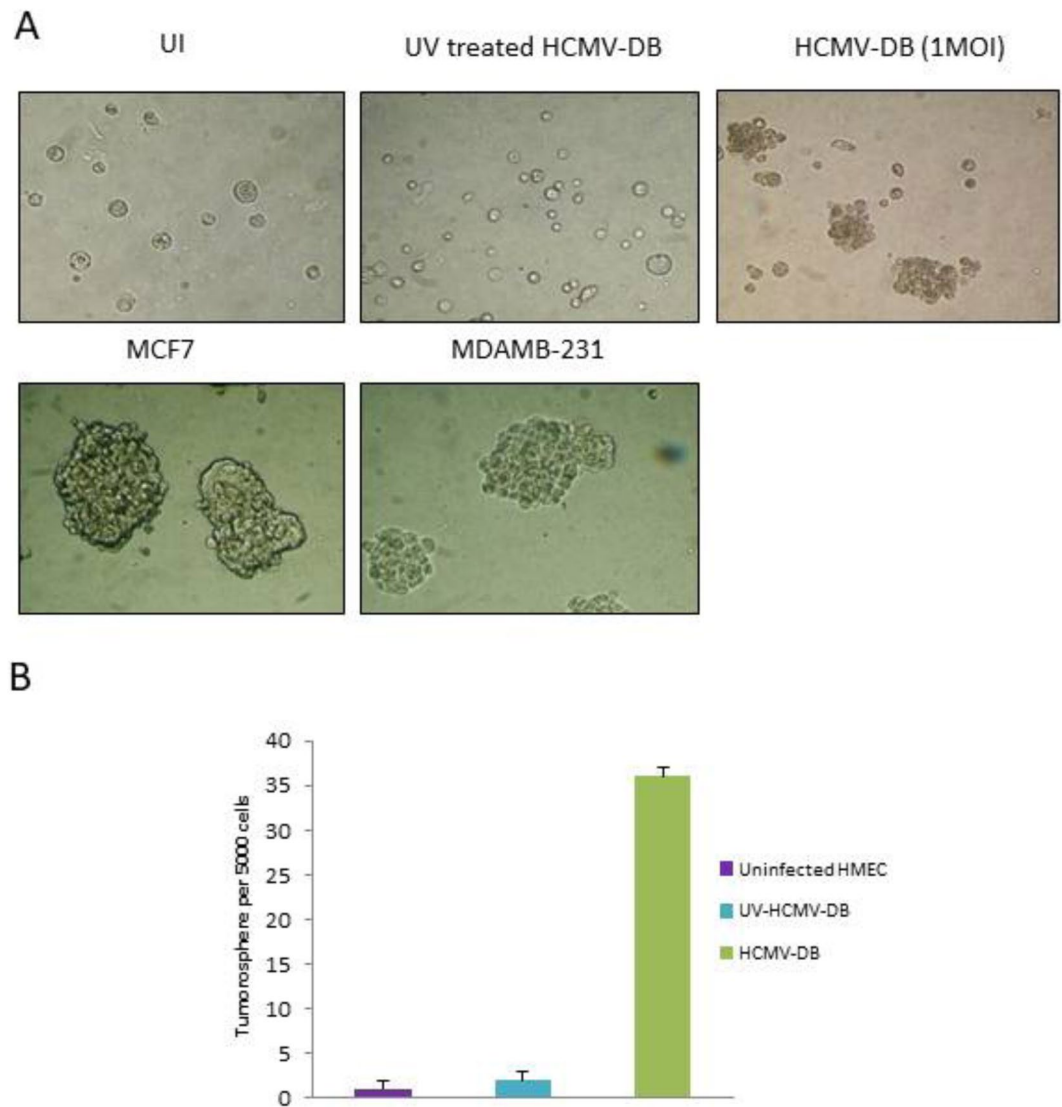 A
UI
UV treated HCMV-DB
HCMV-DB (1MOI)
MCF7
MDAMB-231
B
Tumorosphere per 5000 cells
40
35
30
25
20
15
10
5
0
Uninfected HMEC
UV-HCMV-DB
HCMV-DB